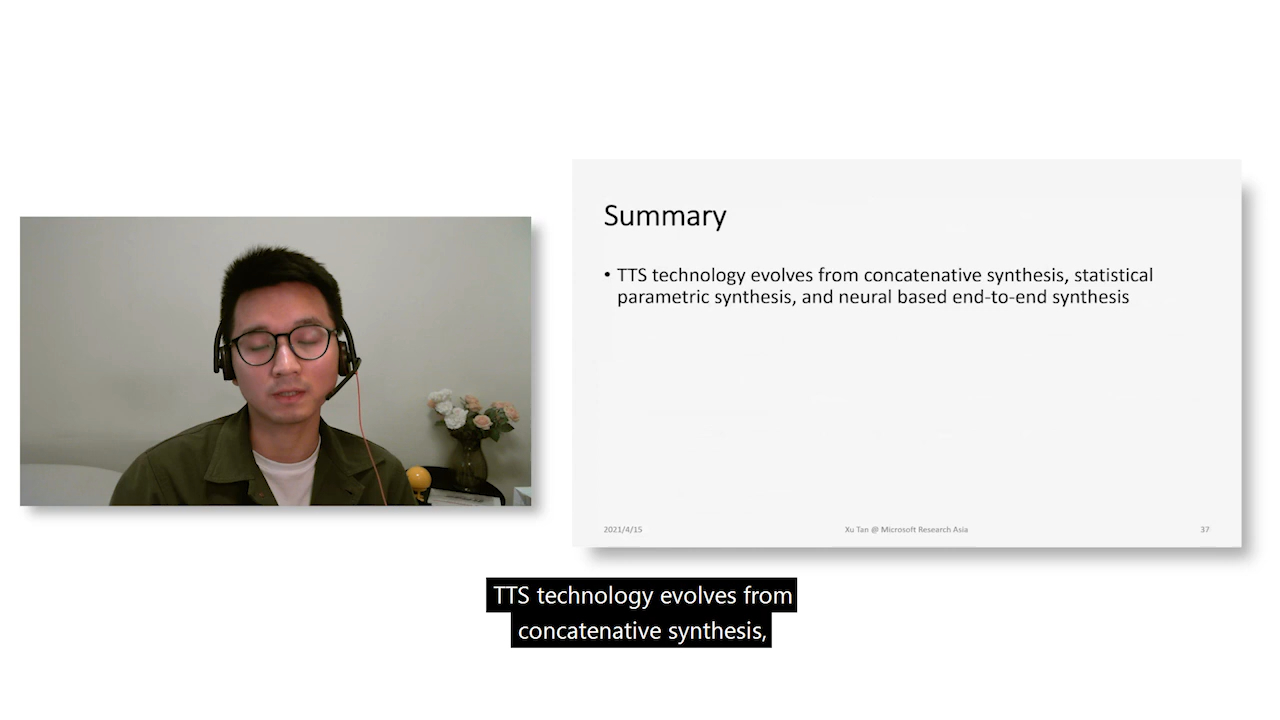 Summary
• TTS technology evolves from concatenative synthesis, statistical
parametric synthesis, and neural based end-to-end synthesis
2021/4/15
Xu Tan @ Microsoft Research Asia
37
TTS technology evolves from
concatenative synthesis,